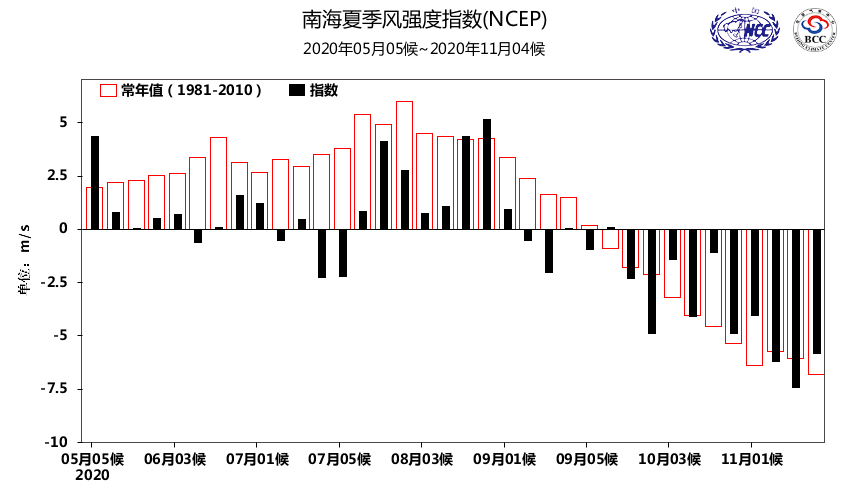 南海夏季风强度指数(NCEP)
2020年05月05候~2020年11月04候
中国
NCC
BCC
BEIJING CLIMATE CENTER
常年值（1981-2010）
指数
单位：m/s
5
2.5
0
-2.5
-5
-7.5
-10
05月05候 06月03候 07月01候 07月05候 08月03候 09月01候 09月05候 10月03候 11月01候
2020